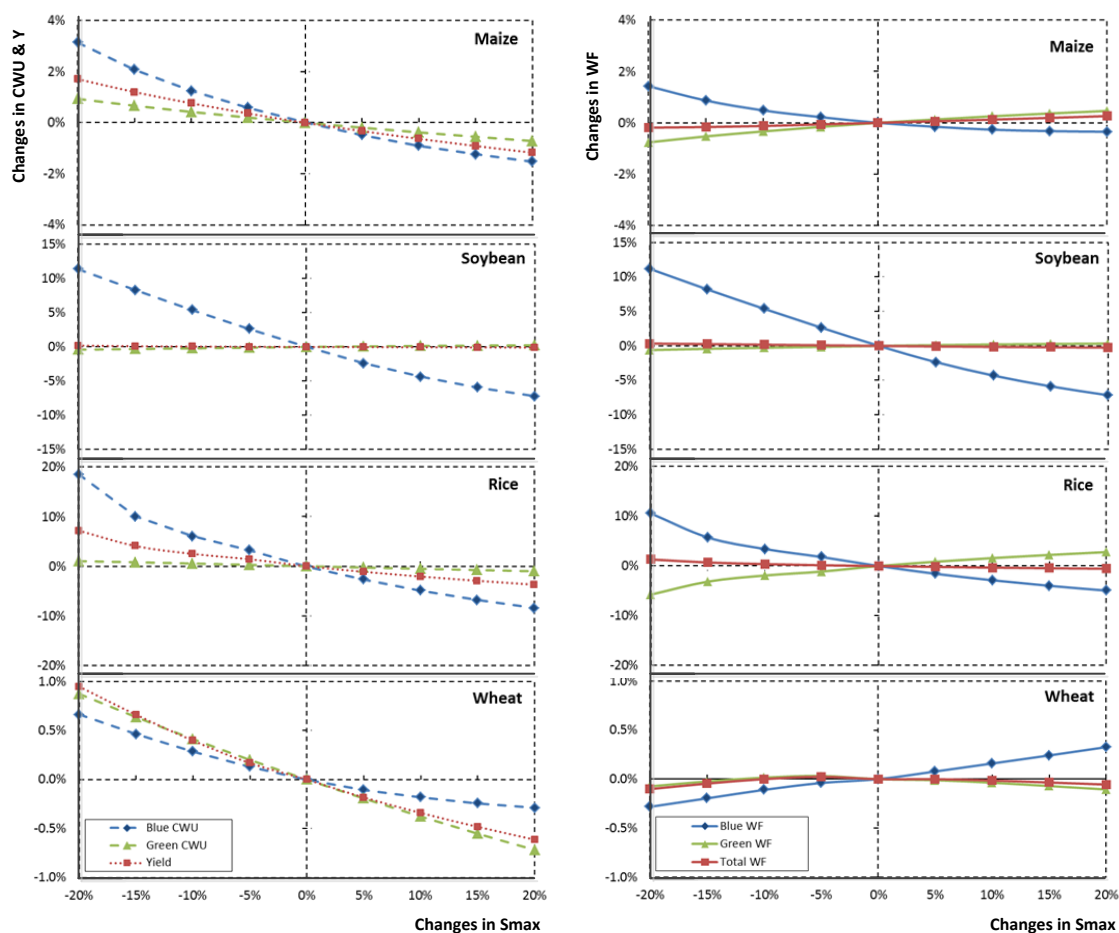 Changes in CWU & Y
4%
2%
0%
-2%
-4%
Maize
15%
10%
5%
0%
-5%
-10%
-15%
Soybean
20%
10%
0%
-10%
20%
Rice
1.0%
0.5%
0.0%
-0.5%
-1.0%
Wheat
Blue CWU
Green CWU
Yield
-20% -15% -10% -5% 0% 5% 10% 15% 20%
Changes in Smax
Changes in WF
4%
2%
0%
2%
4%
Maize
15%
10%
5%
0%
-5%
-10%
-15%
Soybean
20%
10%
0%
10%
20%
Rice
1.0%
0.5%
0.0%
-0.5%
-1.0%
Wheat
Blue WF
Green WF
Total WF
-20% -15% -10% -5% 0% 5% 10% 15% 20%
Changes in Smax